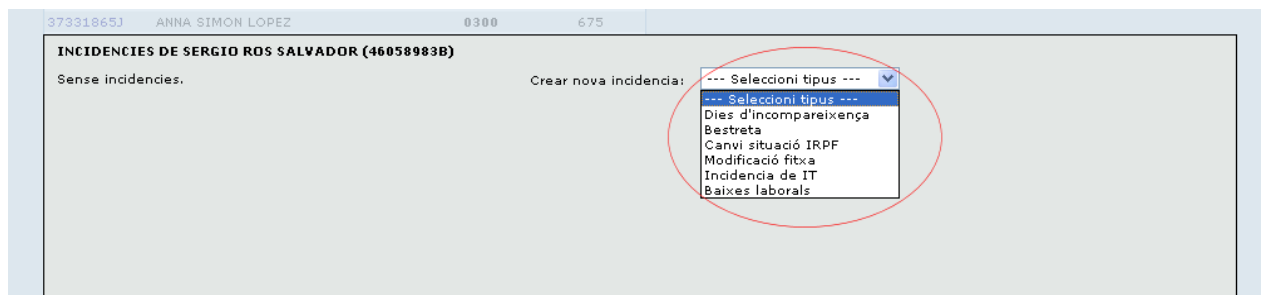 37331865J ANNA SIMON LOPEZ 0300 675
INCIDENCIES DE SERGIO ROS SALVADOR (46058983B)
Sense incidencies. Crear nova incidencia: --- Seleccioni tipus ---
--- Seleccioni tipus ---
Dies d'incompareixença
Bestreta
Canvi situació IRPF
Modificació fitxa
Incidencia de IT
Baixes laborals